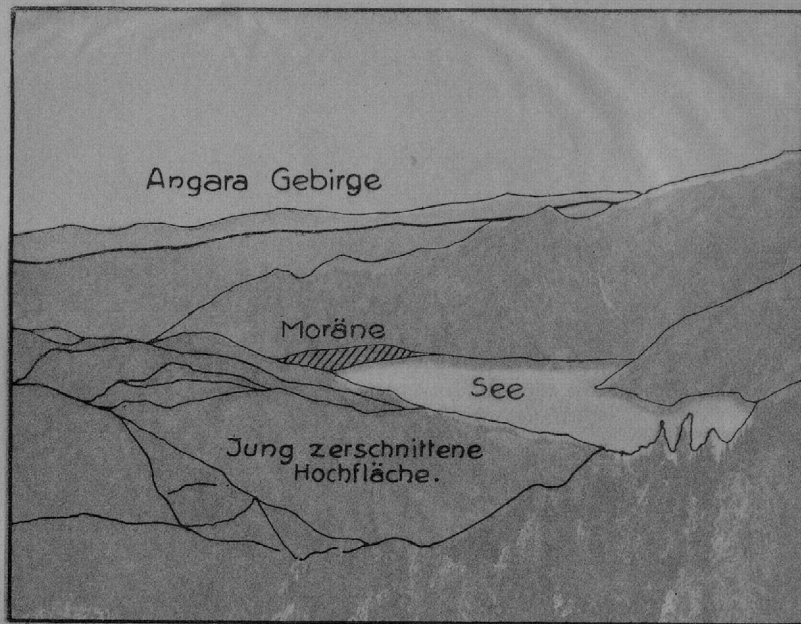 Angara Gebirge
Moräne
See
Jung zerschnittene
Hochfläche.